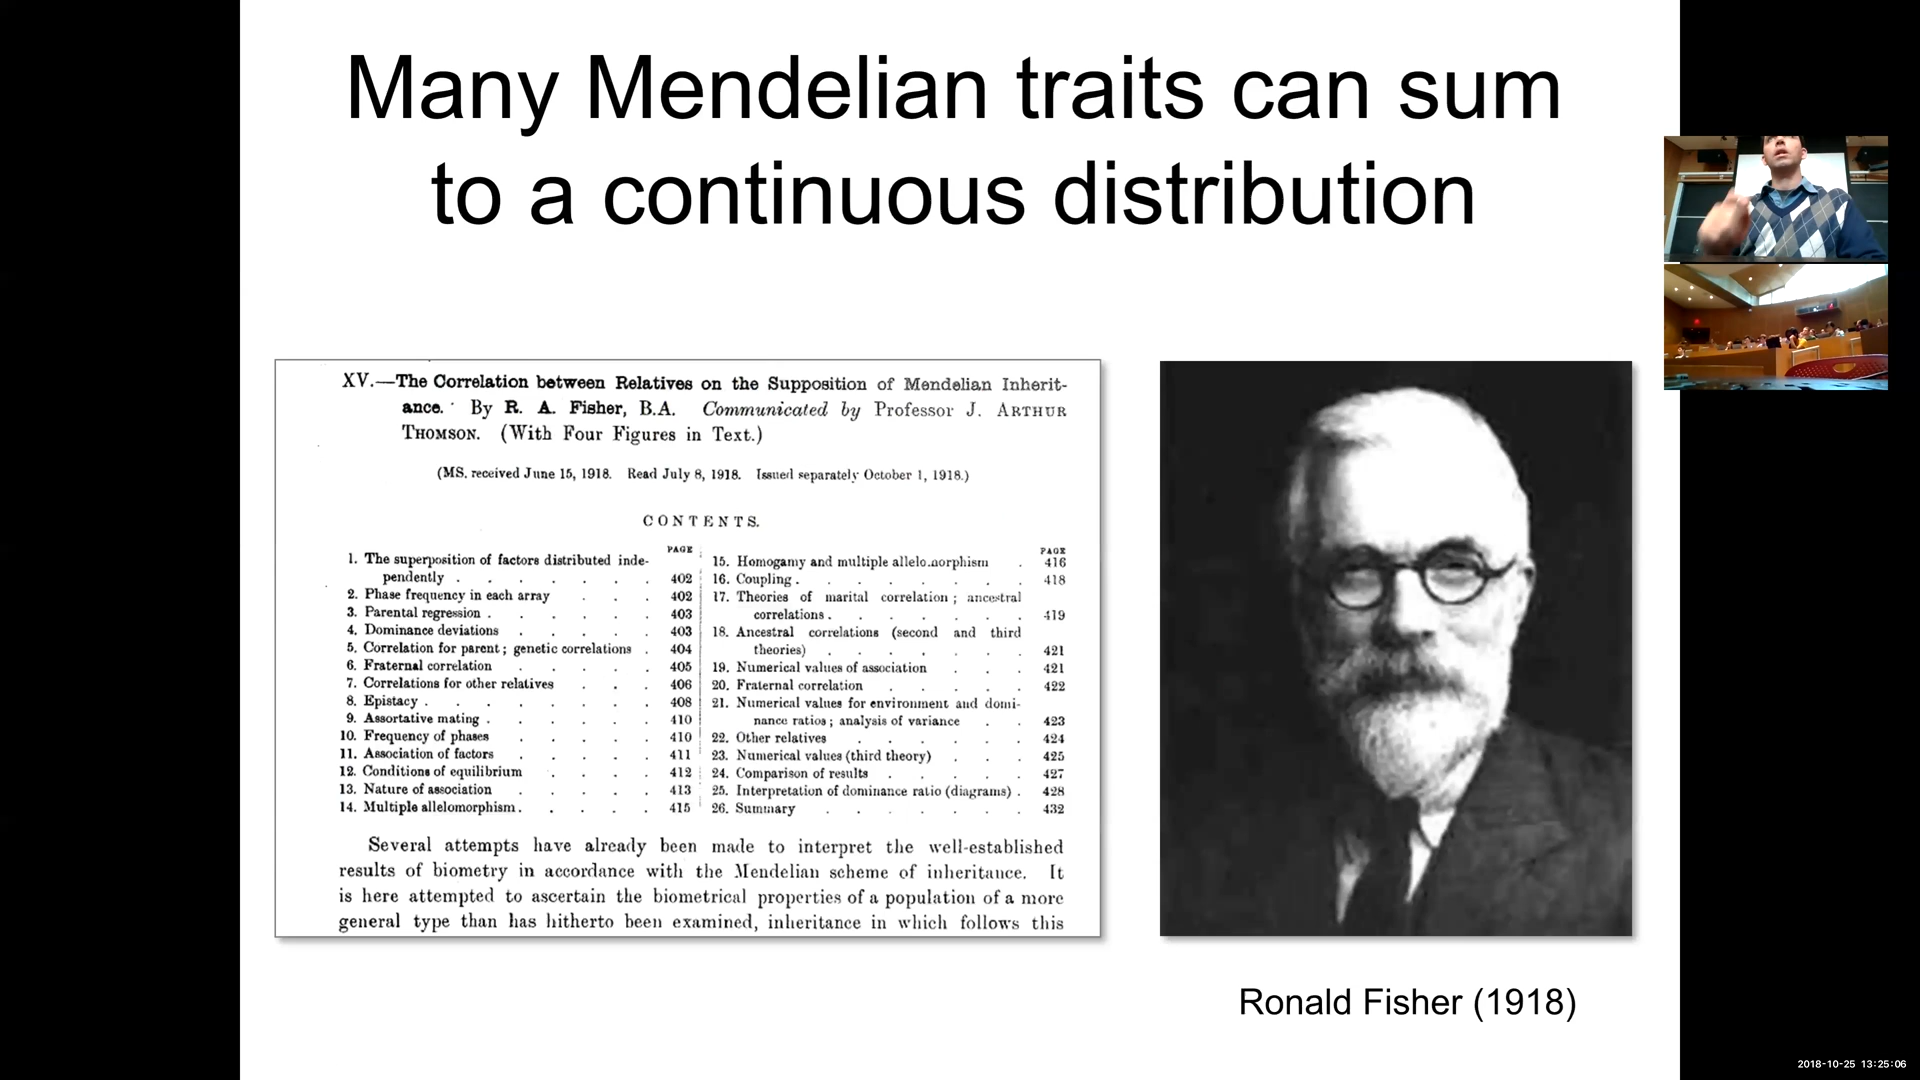 Many Mendelian traits can sum
to a continuous distribution
XV.—The Correlation between Relatives on the Supposition of Mendelian Inherit-
ance. By R. A. Fisher, B.A. Communicated by Professor J. ARTHUR
THOMSON. (With Four Figures in Text.)
(MS. received June 15, 1918. Read July 8, 1918. Issued separately October 1, 1918.)
CONTENTS.
PAGE
1. The superposition of factors distributed inde-
pendently . . . . . . . 402
2. Phase frequency in each array . . . 402
3. Parental regression . . . . . . 403
4. Dominance deviations . . . . . 403
5. Correlation for parent; genetic correlations . 404
6. Fraternal correlation . . . . . 405
7. Correlations for other relatives . . . 406
8. Epistacy . . . . . . . . 408
9. Assortative mating . . . . . . 410
10. Frequency of phases . . . . . 410
11. Association of factors . . . . . 411
12. Conditions of equilibrium . . . . 412
13. Nature of association . . . . . 413
14. Multiple allelomorphism . . . . . 415
PAGE
15. Homogamy and multiple allelo.norphism . 416
16. Coupling . . . . . . . . 418
17. Theories of marital correlation; ancestral
correlations . . . . . . . 419
18. Ancestral correlations (second and third
theories) . . . . . . . 421
19. Numerical values of association . . . 421
20. Fraternal correlation . . . . . 422
21. Numerical values for environment and domi-
nance ratios; analysis of variance . . 423
22. Other relatives . . . . . . 424
23. Numerical values (third theory) . . . 425
24. Comparison of results . . . . . 427
25. Interpretation of dominance ratio (diagrams) . 428
26. Summary . . . . . . . 432
Several attempts have already been made to interpret the well-established
results of biometry in accordance with the Mendelian scheme of inheritance. It
is here attempted to ascertain the biometrical properties of a population of a more
general type than has hitherto been examined, inheritance in which follows this
Ronald Fisher (1918)
2018-10-25 13:25:06